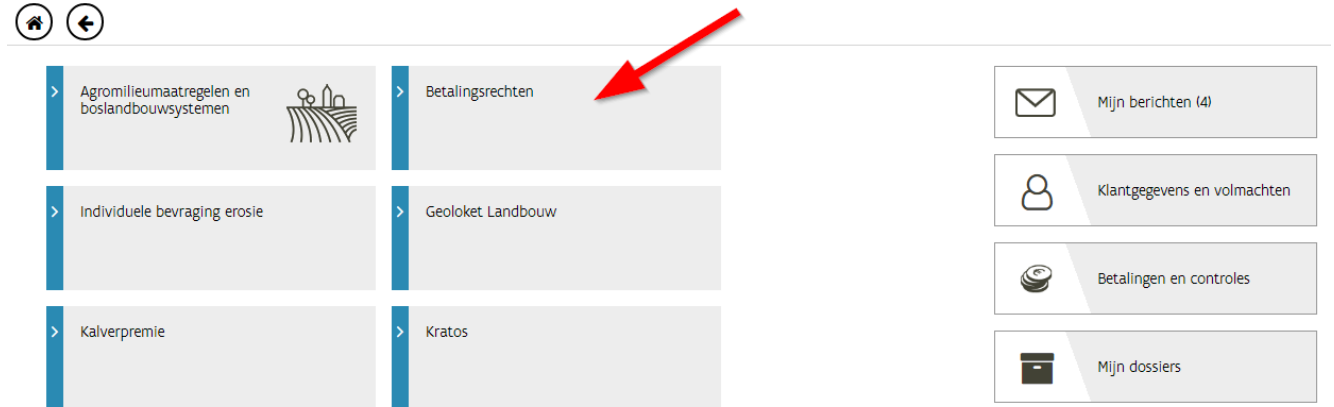 Agromilieumaatregelen en
boslandbouwsystemen
Betalingsrechten
Individuele bevraging erosie
Geoloket Landbouw
Kalverpremie
Kratos
Mijn berichten (4)
Klantgegevens en volmachten
Betalingen en controles
Mijn dossiers